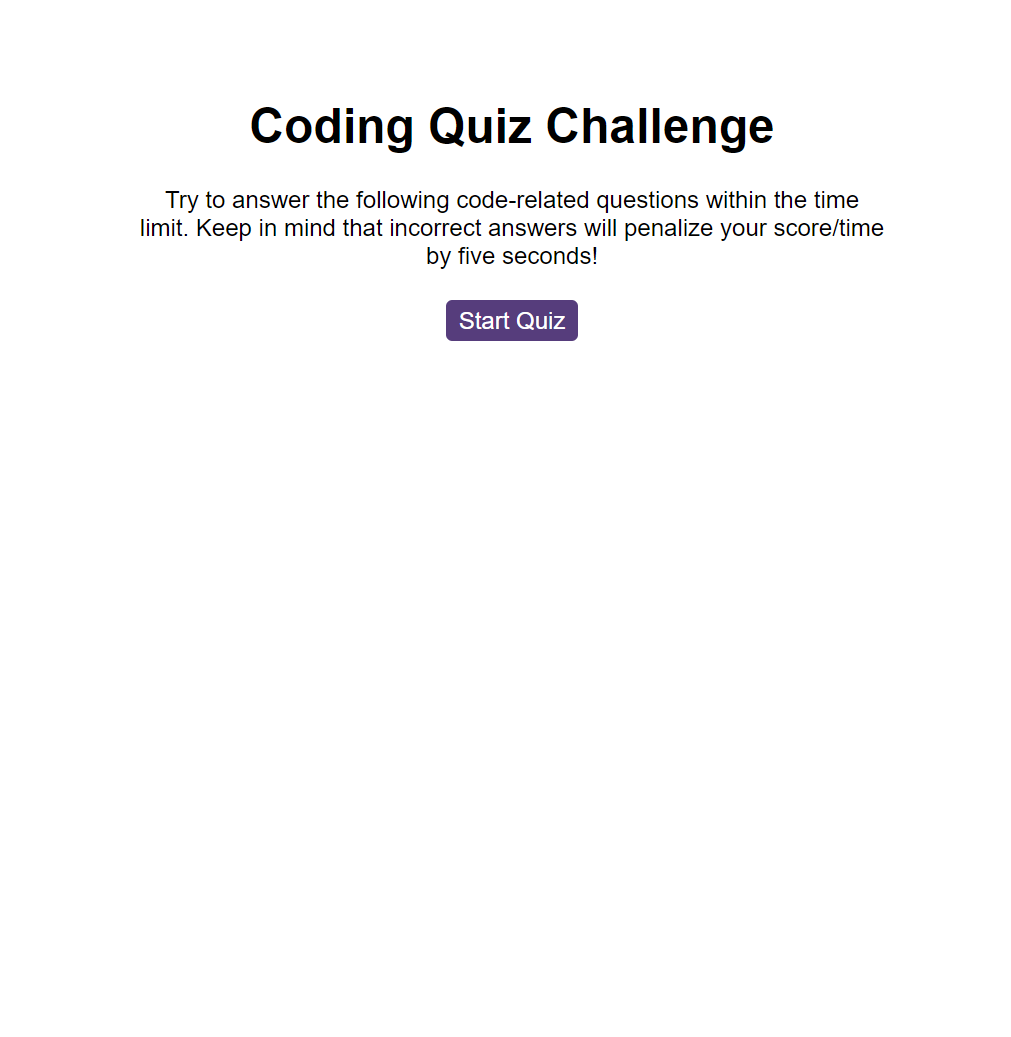 Coding Quiz Challenge
Try to answer the following code-related questions within the time
limit. Keep in mind that incorrect answers will penalize your score/time
by five seconds!
Start Quiz